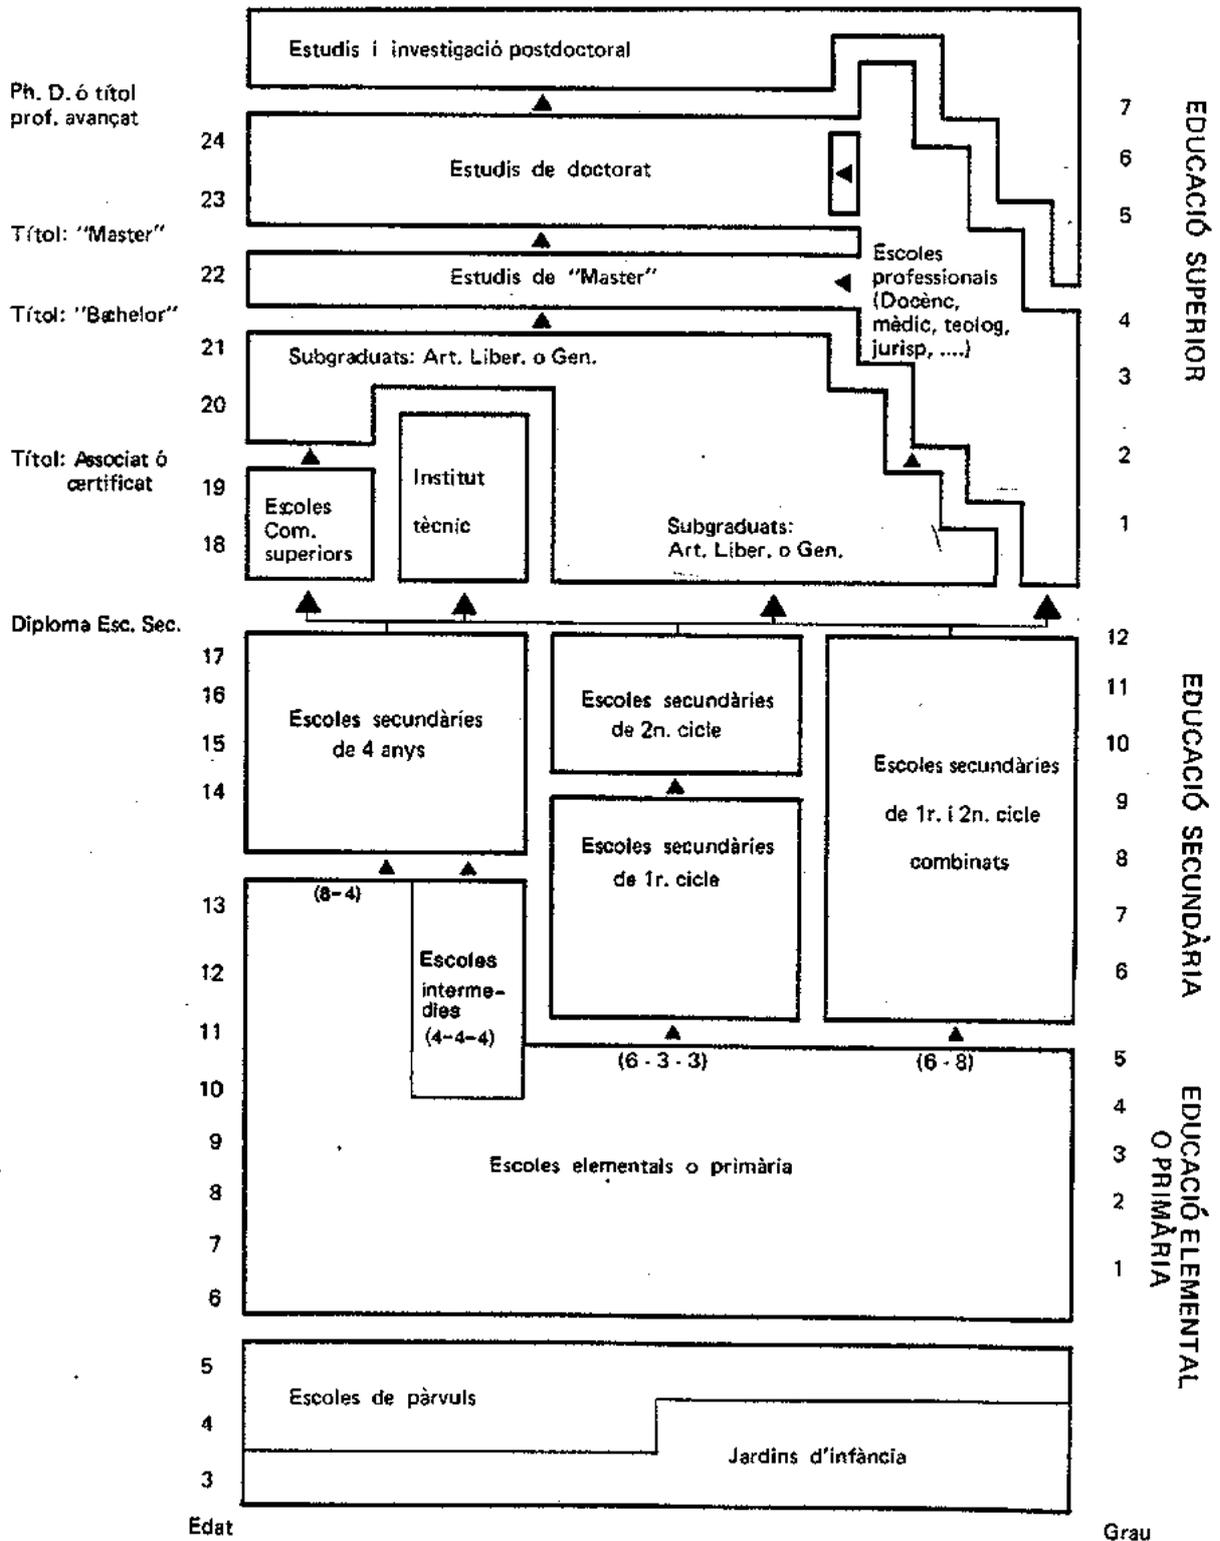 Estudis i investigació postdoctoral
Ph. D. ó títol
prof. avançat
7
24
6
Estudis de doctorat
23
5
Títol: "Master"
Escoles
professionals
(Docènc,
mèdic, teolog,
jurisp, ....)
22
Estudis de "Master"
Títol: "Bachelor"
4
21
Subgraduats: Art. Liber. o Gen.
3
20
Títol: Associat ó
certificat
2
19
Escoles
Com.
superiors
Institut
tècnic
1
18
Subgraduats:
Art. Liber. o Gen.
EDUCACIÓ SUPERIOR
Diploma Esc. Sec.
12
17
16
11
Escoles secundàries
de 4 anys
Escoles secundàries
de 2n. cicle
15
10
14
Escoles secundàries
de 1r. i 2n. cicle
combinats
9
Escoles secundàries
de 1r. cicle
8
(8-4)
13
7
Escoles
interme-
dies
(4-4-4)
12
6
11
EDUCACIÓ SECUNDÀRIA
(6 - 3 - 3)
(6 - 8)
5
10
4
9
3
Escoles elementals o primària
8
2
7
1
6
EDUCACIÓ ELEMENTAL
O PRIMÀRIA
5
Escoles de pàrvuls
4
Jardins d'infància
3
Edat
Grau